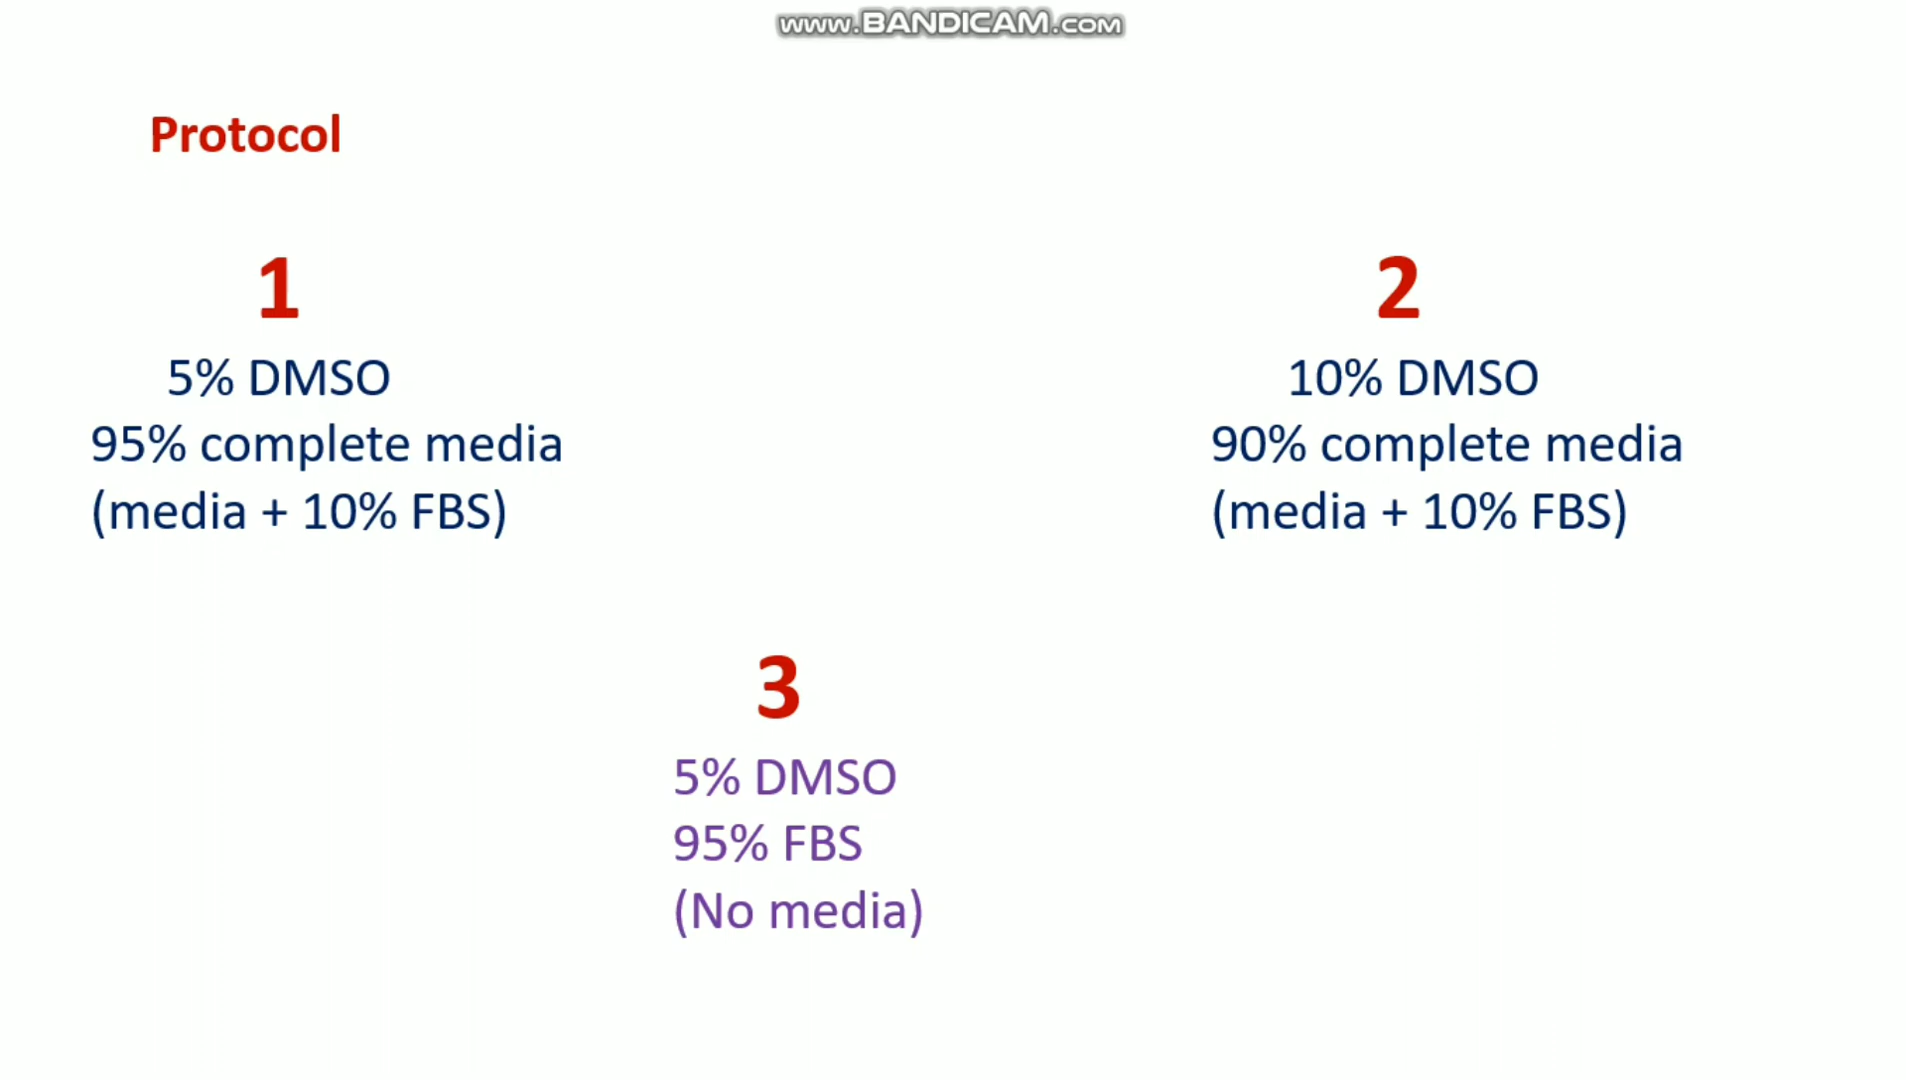 www.BANDICAM.com
Protocol
1
5% DMSO
95% complete media
(media + 10% FBS)
2
10% DMSO
90% complete media
(media + 10% FBS)
3
5% DMSO
95% FBS
(No media)